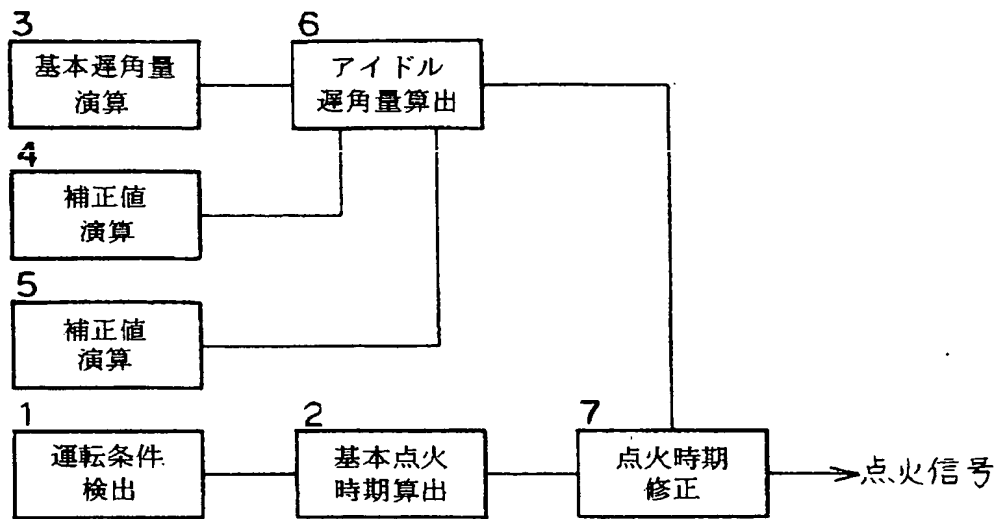 3
基本遅角量
演算
6
アイドル
遅角量算出
4
補正値
演算
5
補正値
演算
1
運転条件
検出
2
基本点火
時期算出
7
点火時期
修正
点火信号